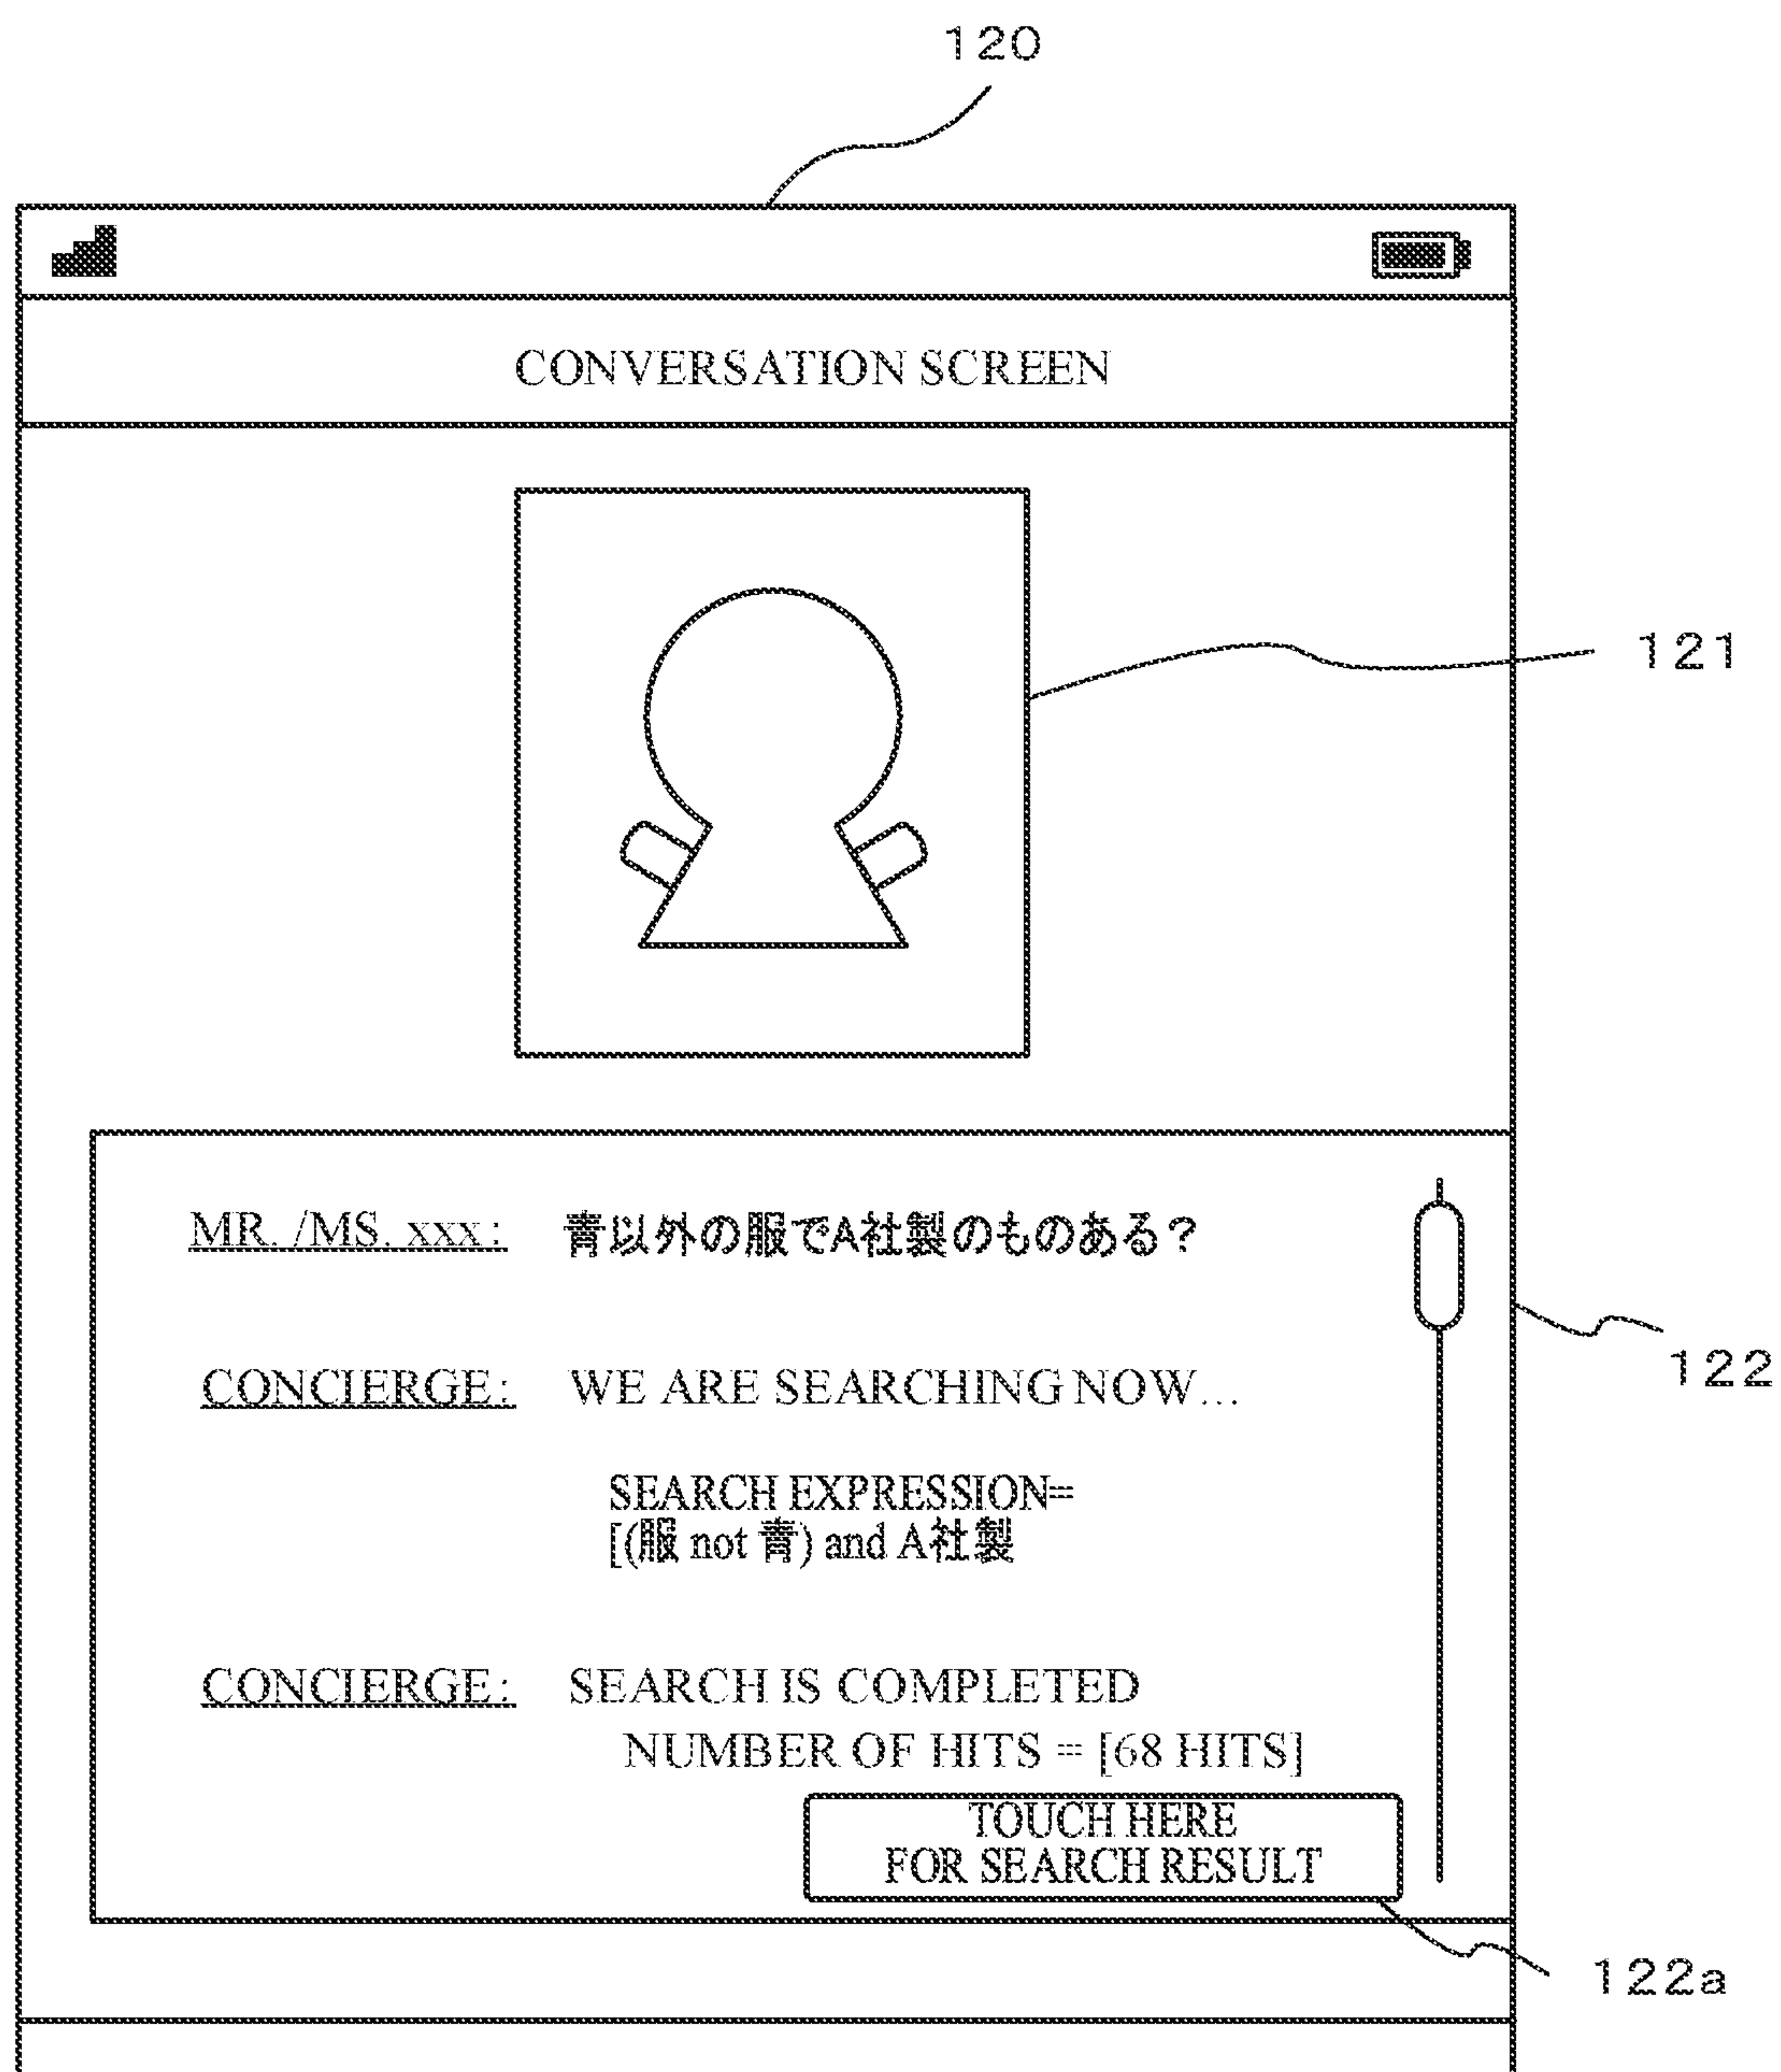 120
CONVERSATION SCREEN
121
MR. /MS. xxx : 青以外の服でA社製のものある？
122
CONCIERGE : WE ARE SEARCHING NOW...
SEARCH EXPRESSION=
[(服 not 青) and A社製
CONCIERGE : SEARCH IS COMPLETED
NUMBER OF HITS = [68 HITS]
TOUCH HERE
FOR SEARCH RESULT
122a